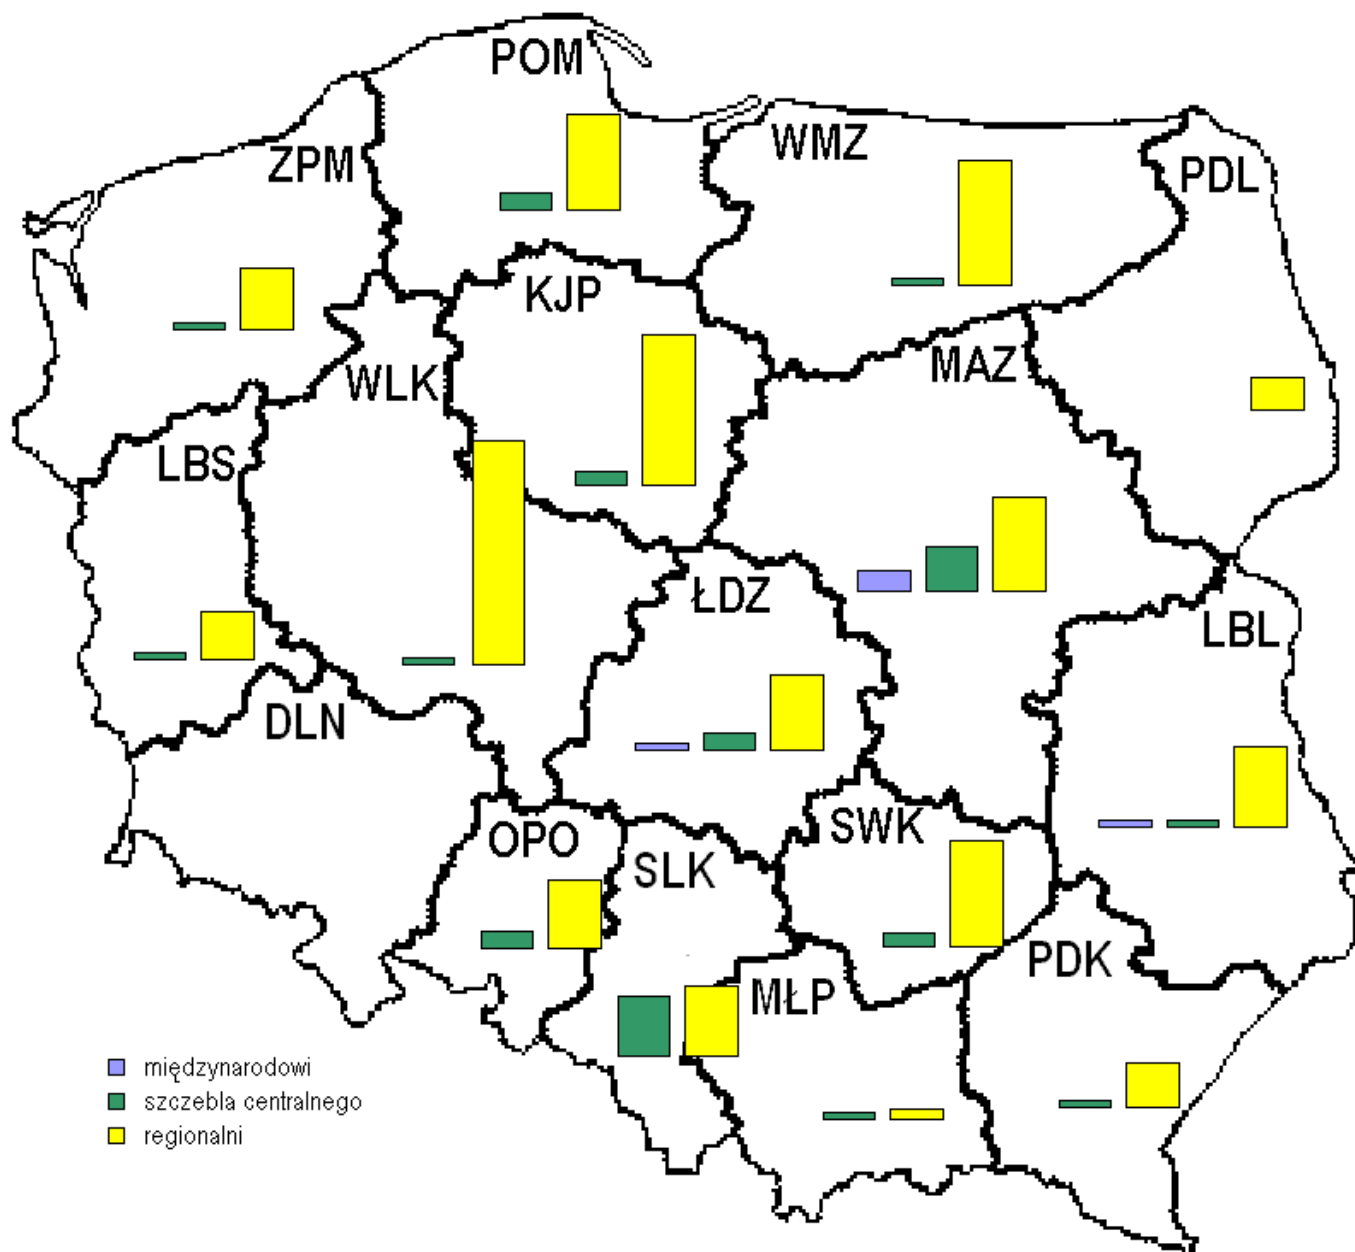 POM
WMZ
ZPM
PDL
KJP
MAZ
WLK
LBS
ŁDZ
LBL
DLN
SWK
OPO
SLK
PDK
MŁP
międzynarodowi
szczebla centralnego
regionalni